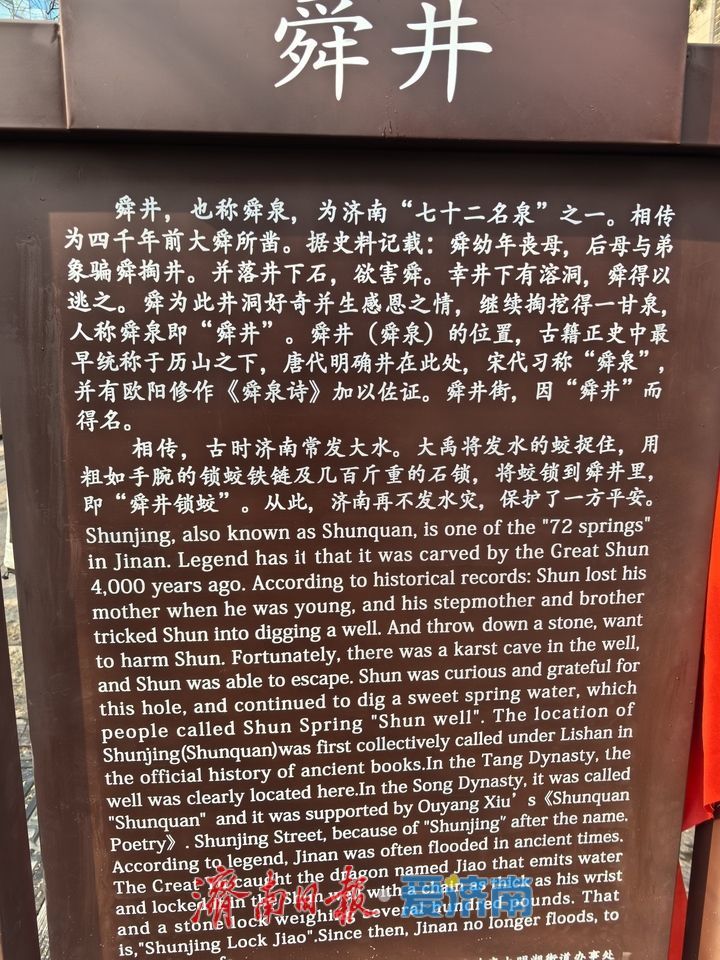 舜井
舜井，也称舜泉，为济南“七十二名泉”之一。相传
为四千年前大舜所凿。据史料记载：舜幼年丧母，后母与弟
象骗舜掏井。并落井下石，欲害舜。幸井下有溶洞，舜得以
逃之。舜为此井洞好奇并生感恩之情，继续掏挖得一甘泉，
人称舜泉即“舜井”。舜井（舜泉）的位置，古籍正史中最
早统称于历山之下，唐代明确井在此处，宋代习称“舜泉”，
并有欧阳修作《舜泉诗》加以佐证。舜井街，因“舜井”而
得名。
相传，古时济南常发大水。大禹将发水的蛟捉住，用
粗如手腕的锁蛟铁链及几百斤重的石锁，将蛟锁到舜井里，
即“舜井锁蛟”。从此，济南再不发水灾，保护了一方平安。
Shunjing, also known as Shunquan, is one of the "72 springs"
in Jinan. Legend has it that it was carved by the Great Shun
4,000 years ago. According to historical records: Shun lost his
mother when he was young, and his stepmother and brother
tricked Shun into digging a well. And throw down a stone, want
to harm Shun. Fortunately, there was a karst cave in the well,
and Shun was able to escape. Shun was curious and grateful for
this hole, and continued to dig a sweet spring water, which
people called Shun Spring "Shun well". The location of
Shunjing(Shunquan)was first collectively called under Lishan in
the official history of ancient books.In the Tang Dynasty, the
well was clearly located here.In the Song Dynasty, it was called
"Shunquan" and it was supported by Ouyang Xiu’s《Shunquan
Poetry》. Shunjing Street, because of "Shunjing" after the name.
According to legend, Jinan was often flooded in ancient times.
The Great caught the dragon named Jiao that emits water
and locked with a chain as thick as his wrist
and a stone lock weighing several hundred pounds. That
is,"Shunjing Lock Jiao".Since then, Jinan no longer floods, to
济南日报·爱济南
大明湖街道办事处